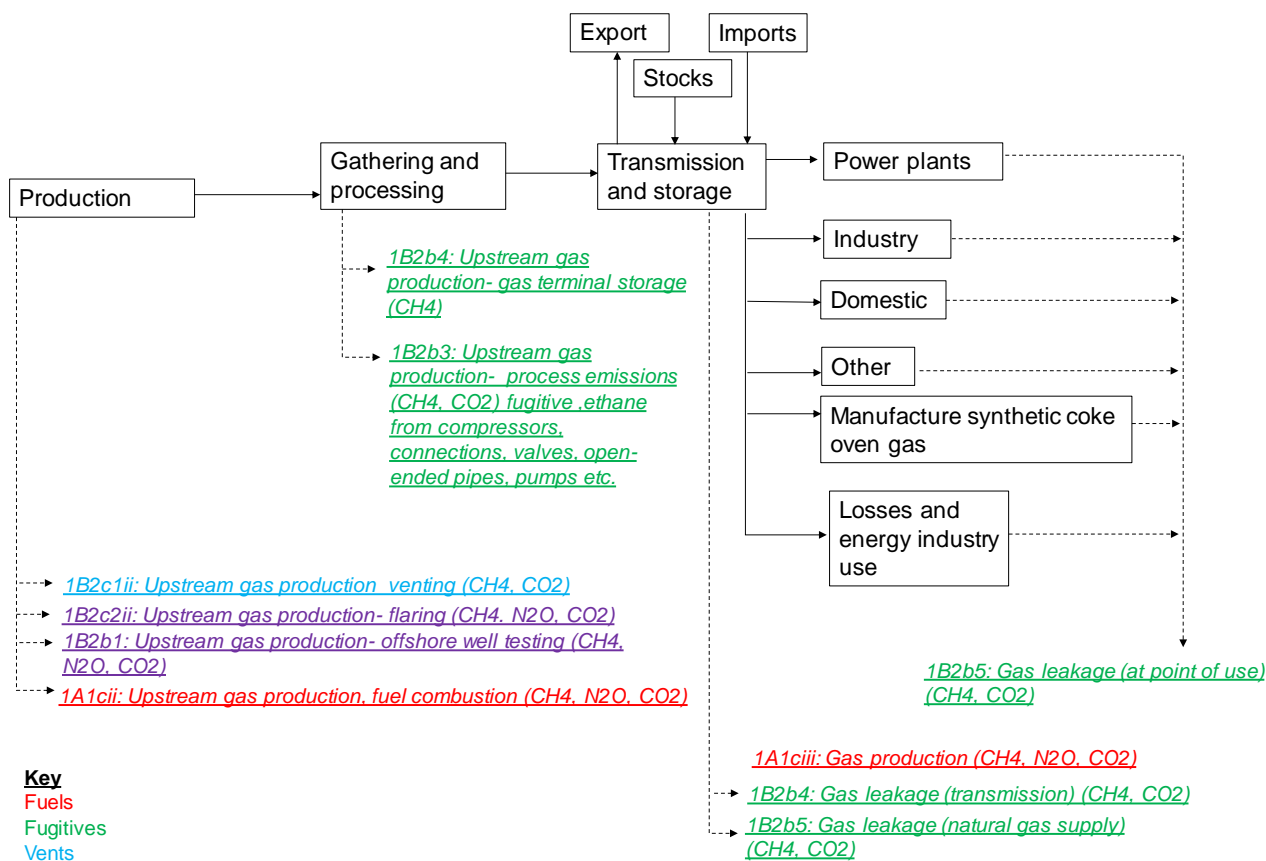 Export
Imports
Stocks
Gathering and
processing
Transmission
and storage
Power plants
Production
Industry
1B2b4: Upstream gas
production- gas terminal storage
(CH4)
Domestic
1B2b3: Upstream gas
production-  process emissions
(CH4, CO2) fugitive ,ethane
from compressors,
connections, valves, open-
ended pipes, pumps etc.
Other
Manufacture synthetic coke
oven gas
Losses and
energy industry
use
1B2c1ii: Upstream gas production  venting (CH4, CO2)
1B2c2ii: Upstream gas production- flaring (CH4. N2O, CO2)
1B2b1: Upstream gas production- offshore well testing (CH4,
N2O, CO2)
1A1cii: Upstream gas production, fuel combustion (CH4, N2O, CO2)
1B2b5: Gas leakage (at point of use)
(CH4, CO2)
1A1ciii: Gas production (CH4, N2O, CO2)
1B2b4: Gas leakage (transmission) (CH4, CO2)
1B2b5: Gas leakage (natural gas supply)
(CH4, CO2)
Key
Fuels
Fugitives
Vents